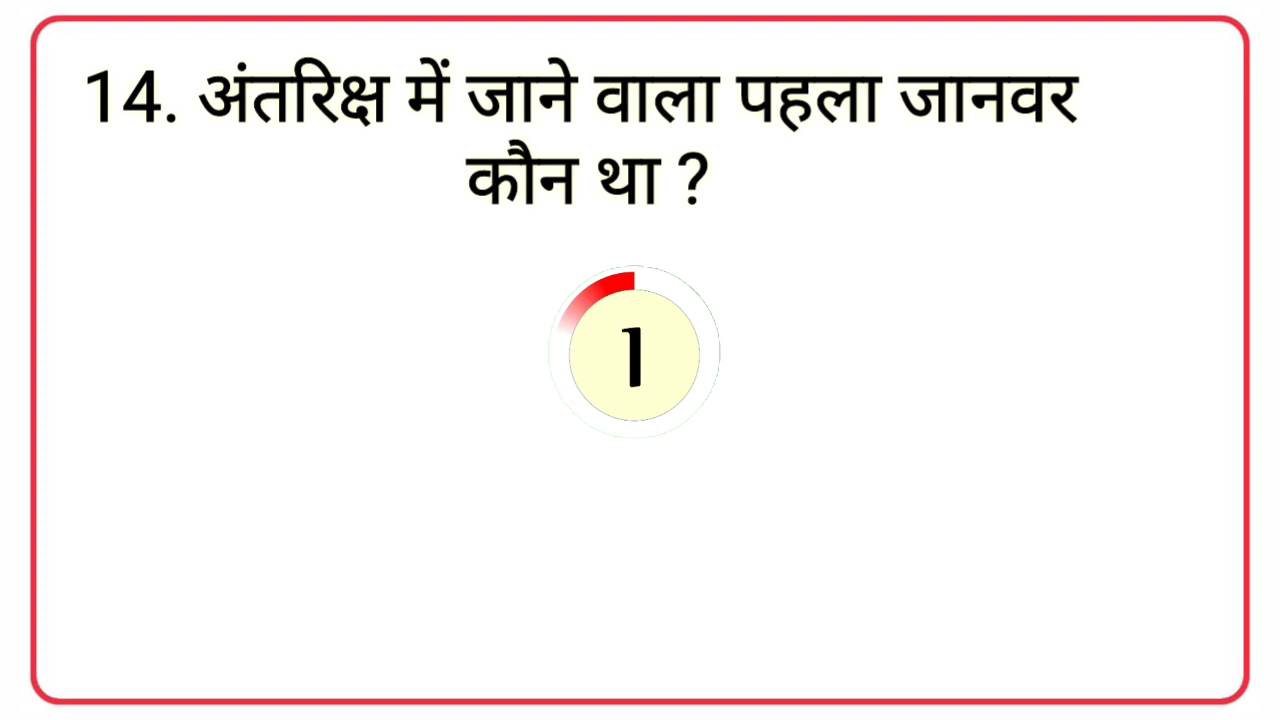 14. अंतरिक्ष में जाने वाला पहला जानवर
कौन था ?
1